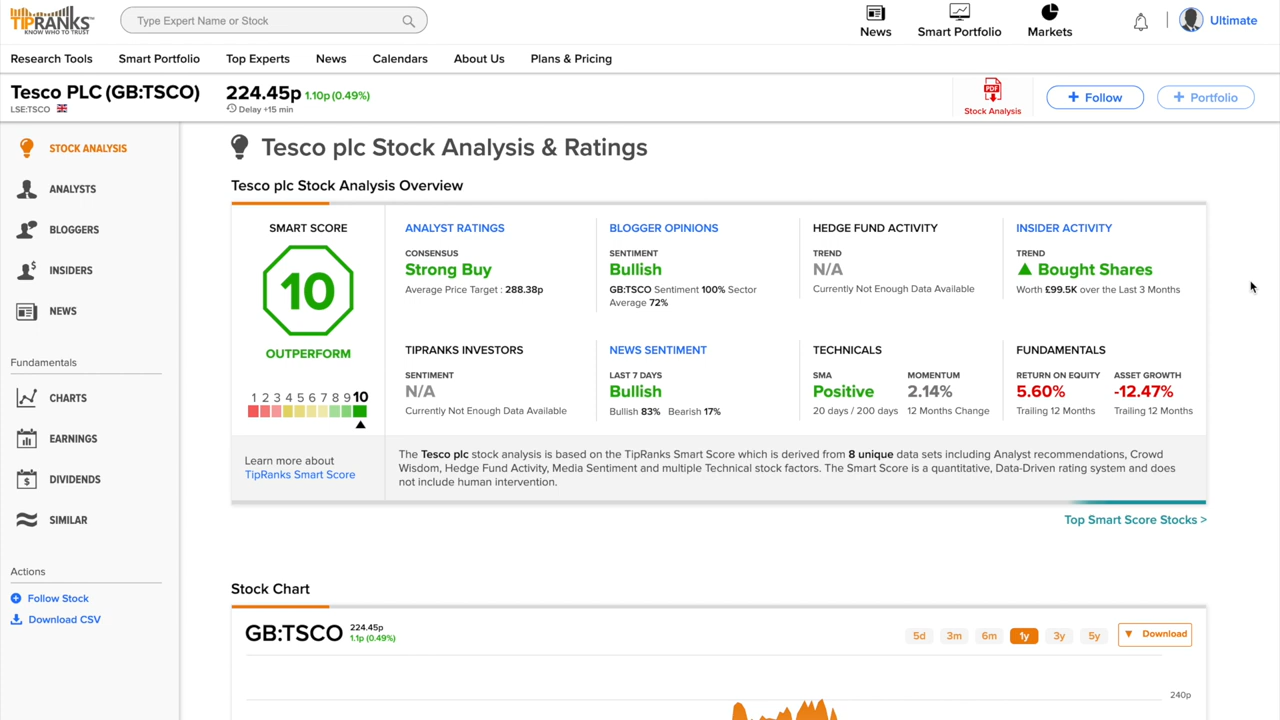 TIPRANKS
KNOW WHO TO TRUST
Type Expert Name or Stock
News
Smart Portfolio
Markets
Ultimate
Research Tools
Smart Portfolio
Top Experts
News
Calendars
About Us
Plans & Pricing
Tesco PLC (GB:TSCO)
LSE:TSCO
224.45p 1.10p (0.49%)
Delay +15 min
PDF
Stock Analysis
+ Follow
+ Portfolio
STOCK ANALYSIS
ANALYSTS
BLOGGERS
INSIDERS
NEWS
Fundamentals
CHARTS
EARNINGS
DIVIDENDS
SIMILAR
Actions
Follow Stock
Download CSV
Tesco plc Stock Analysis & Ratings
Tesco plc Stock Analysis Overview
SMART SCORE
10
OUTPERFORM
1 2 3 4 5 6 7 8 9 10
Learn more about
TipRanks Smart Score
ANALYST RATINGS
CONSENSUS
Strong Buy
Average Price Target : 288.38p
BLOGGER OPINIONS
SENTIMENT
Bullish
GB:TSCO Sentiment 100% Sector
Average 72%
HEDGE FUND ACTIVITY
TREND
N/A
Currently Not Enough Data Available
INSIDER ACTIVITY
TREND
▲ Bought Shares
Worth £99.5K over the Last 3 Months
TIPRANKS INVESTORS
SENTIMENT
N/A
Currently Not Enough Data Available
NEWS SENTIMENT
LAST 7 DAYS
Bullish
Bullish 83% Bearish 17%
TECHNICALS
SMA
Positive
20 days / 200 days
MOMENTUM
2.14%
12 Months Change
FUNDAMENTALS
RETURN ON EQUITY
5.60%
Trailing 12 Months
ASSET GROWTH
-12.47%
Trailing 12 Months
The Tesco plc stock analysis is based on the TipRanks Smart Score which is derived from 8 unique data sets including Analyst recommendations, Crowd
Wisdom, Hedge Fund Activity, Media Sentiment and multiple Technical stock factors. The Smart Score is a quantitative, Data-Driven rating system and does
not include human intervention.
Top Smart Score Stocks >
Stock Chart
GB:TSCO
224.45p
1.1p (0.49%)
5d 3m 6m 1y 3y 5y
▼ Download
240p